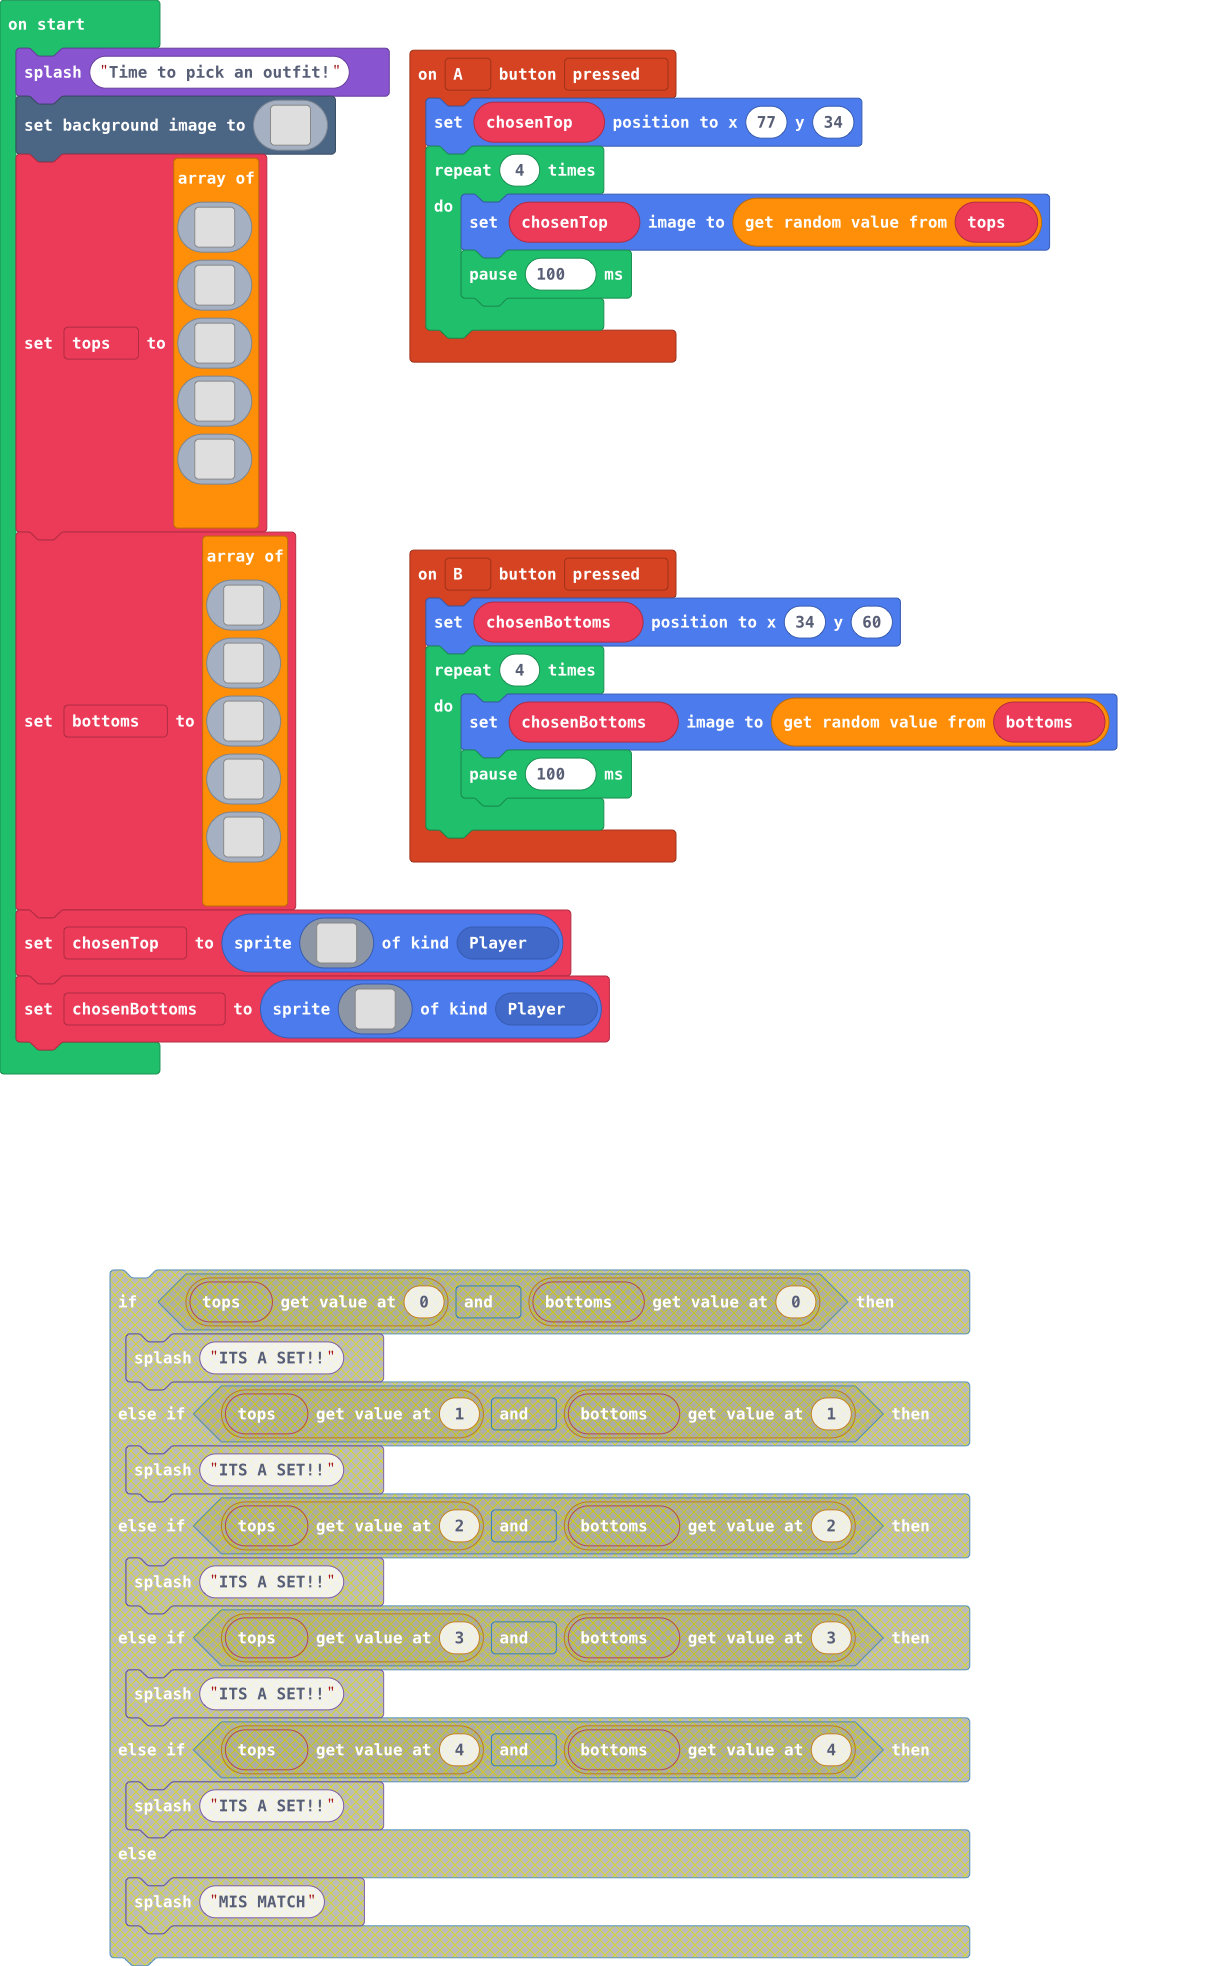 on start
splash "Time to pick an outfit!"
set background image to
array of
set tops to
array of
set bottoms to
set chosenTop to sprite of kind Player
set chosenBottoms to sprite of kind Player
on A button pressed
set chosenTop position to x 77 y 34
repeat 4 times
do
set chosenTop image to get random value from tops
pause 100 ms
on B button pressed
set chosenBottoms position to x 34 y 60
repeat 4 times
do
set chosenBottoms image to get random value from bottoms
pause 100 ms
if tops get value at 0 and bottoms get value at 0 then
splash "ITS A SET!!"
else if tops get value at 1 and bottoms get value at 1 then
splash "ITS A SET!!"
else if tops get value at 2 and bottoms get value at 2 then
splash "ITS A SET!!"
else if tops get value at 3 and bottoms get value at 3 then
splash "ITS A SET!!"
else if tops get value at 4 and bottoms get value at 4 then
splash "ITS A SET!!"
else
splash "MIS MATCH"